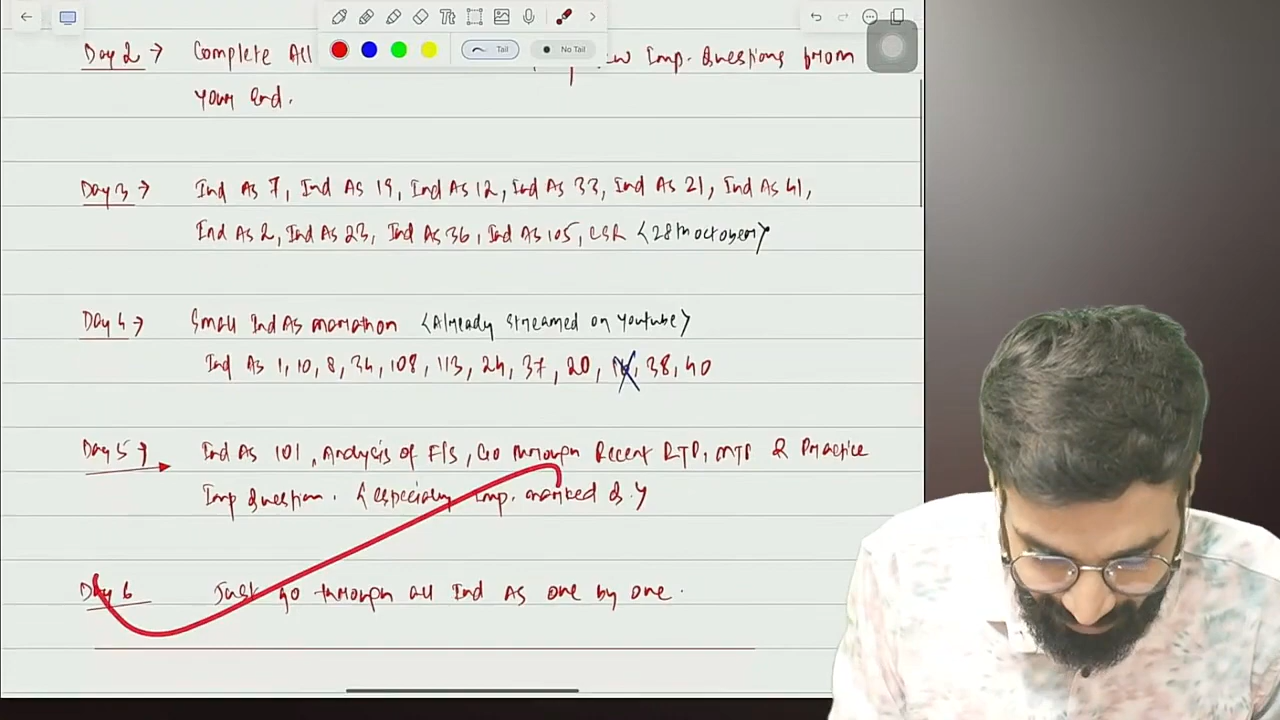 Tt
Tail
No Tail
Day 2 → Complete All Imp. Questions from
Your End.
Day 3 → Ind As 7, Ind As 19, Ind As 12, Ind As 33, Ind As 21, Ind As 41,
Ind As 2, Ind As 23, Ind As 36, Ind As 105, CSR <28th october>
Day 4 → Small Ind As marathon <Already streamed on Youtube>
Ind As 1, 10, 8, 34, 108, 113, 24, 37, 20, 38, 40
Day 5 → Ind As 101, Analysis of F/S, Go through Recent RTP, MTP & Practice
Imp Question. <especially Imp. marked Q.>
Day 6 Just go through all Ind As one by one.